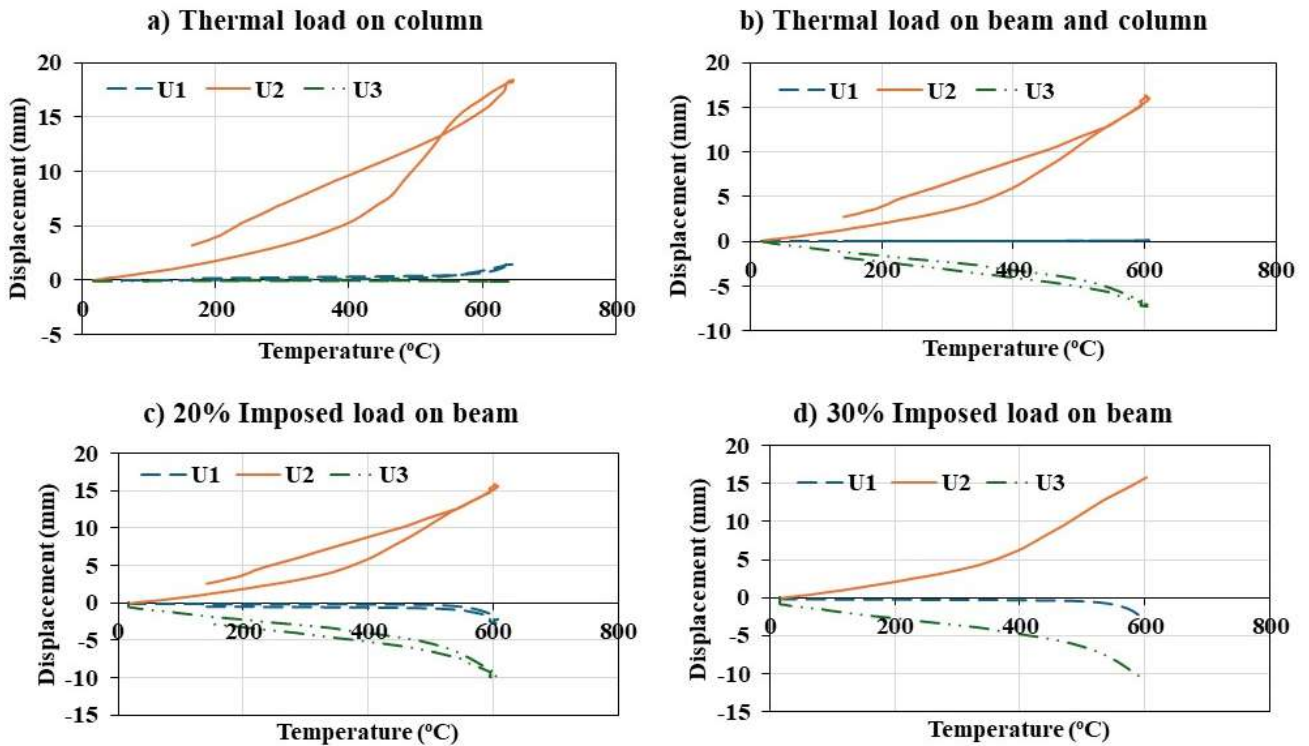 a) Thermal load on column
20
15
10
5
0
-5
0
200
400
600
800
U1
U2
U3
Displacement (mm)
Temperature (ºC)
b) Thermal load on beam and column
20
15
10
5
0
-5
-10
0
200
400
600
800
U1
U2
U3
Displacement (mm)
Temperature (ºC)
c) 20% Imposed load on beam
20
15
10
5
0
-5
-10
-15
0
200
400
600
800
U1
U2
U3
Displacement (mm)
Temperature (ºC)
d) 30% Imposed load on beam
20
15
10
5
0
-5
-10
-15
0
200
400
600
800
U1
U2
U3
Displacement (mm)
Temperature (ºC)